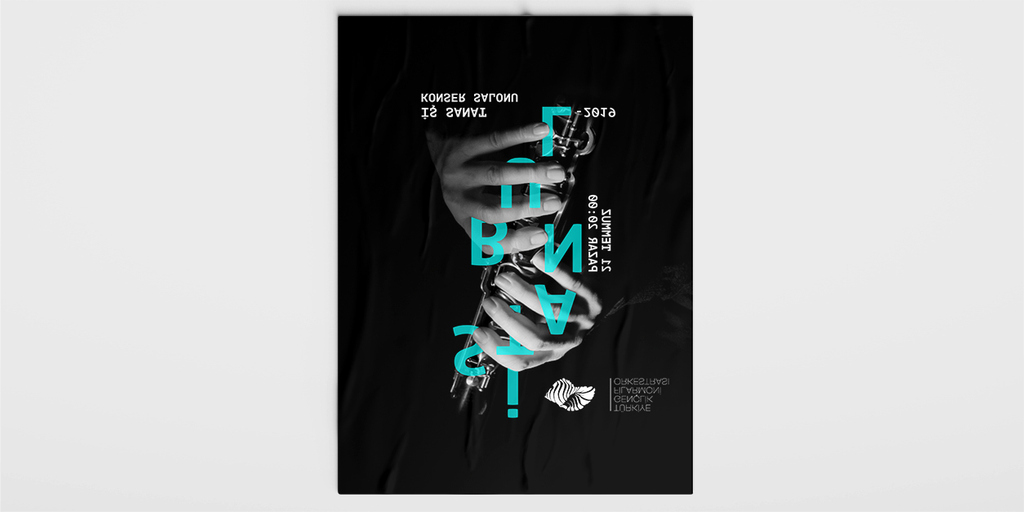 TÜRKİYE
GENÇLİK
FİLARMONİ
ORKESTRASI
İSTANBUL
21 TEMMUZ
PAZAR 20:00
İŞ SANAT
KONSER SALONU
-2019